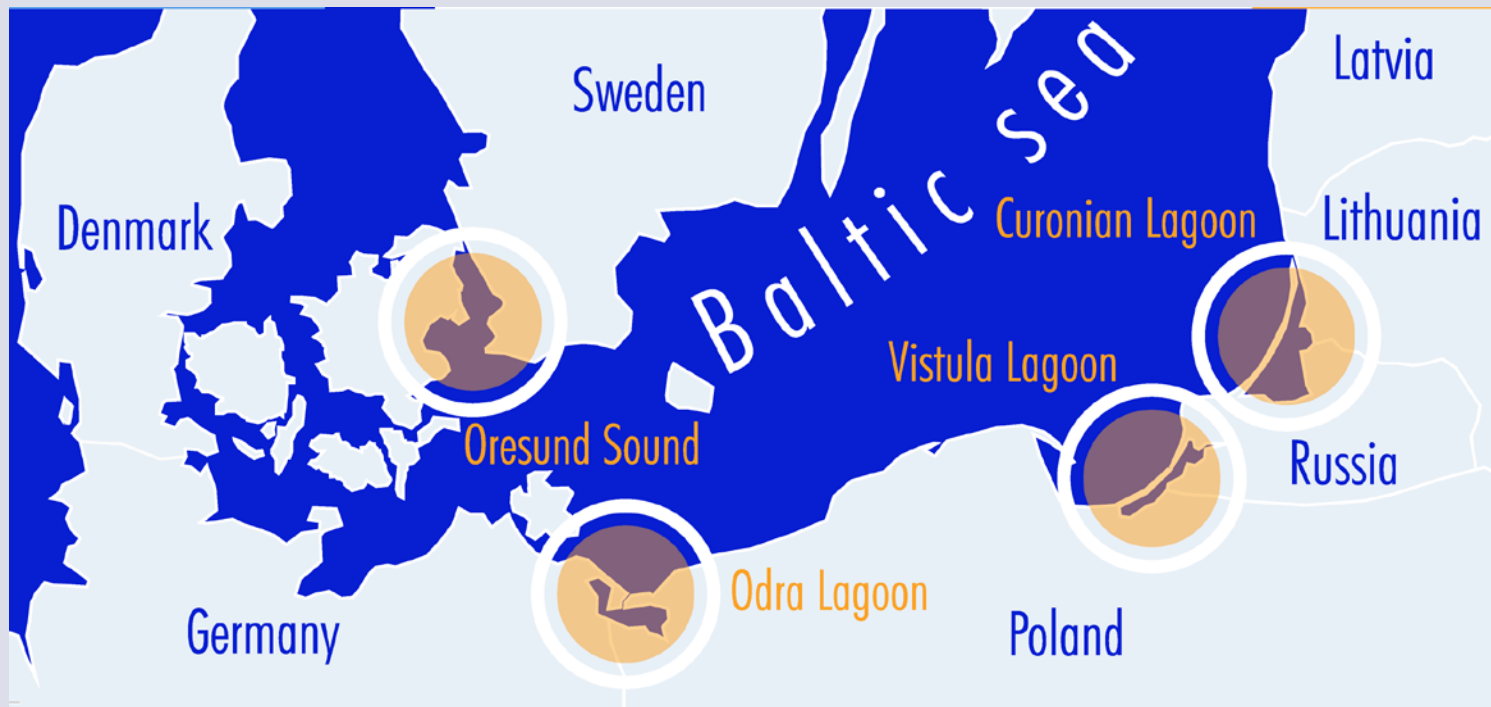 Latvia
Sweden
Baltic sea
Denmark
Curonian Lagoon
Lithuania
Vistula Lagoon
Oresund Sound
Russia
Odra Lagoon
Germany
Poland